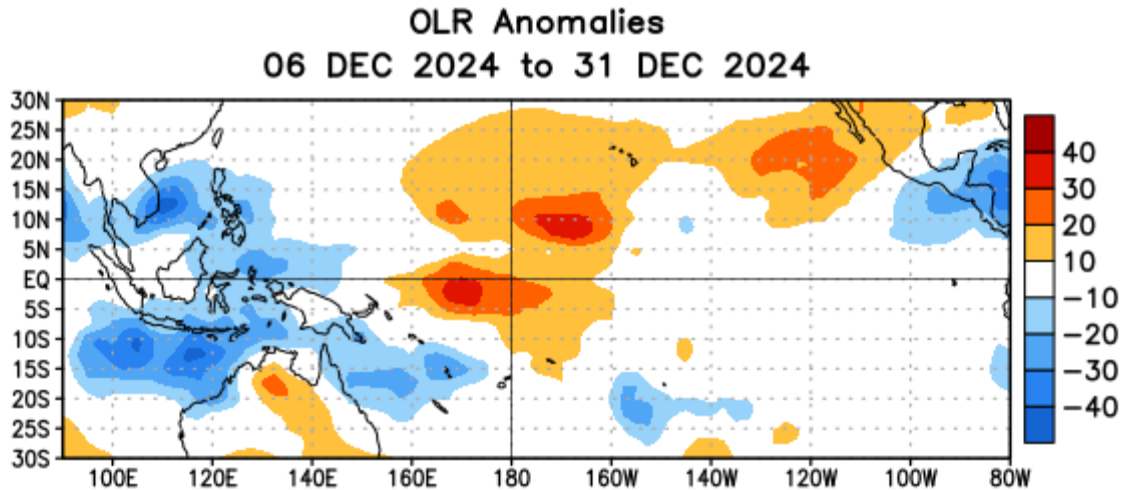 OLR Anomalies
06 DEC 2024 to 31 DEC 2024
30N
25N
20N
15N
10N
5N
EQ
5S
10S
15S
20S
25S
30S
100E 120E 140E 160E 180 160W 140W 120W 100W 80W
40
30
20
10
-10
-20
-30
-40